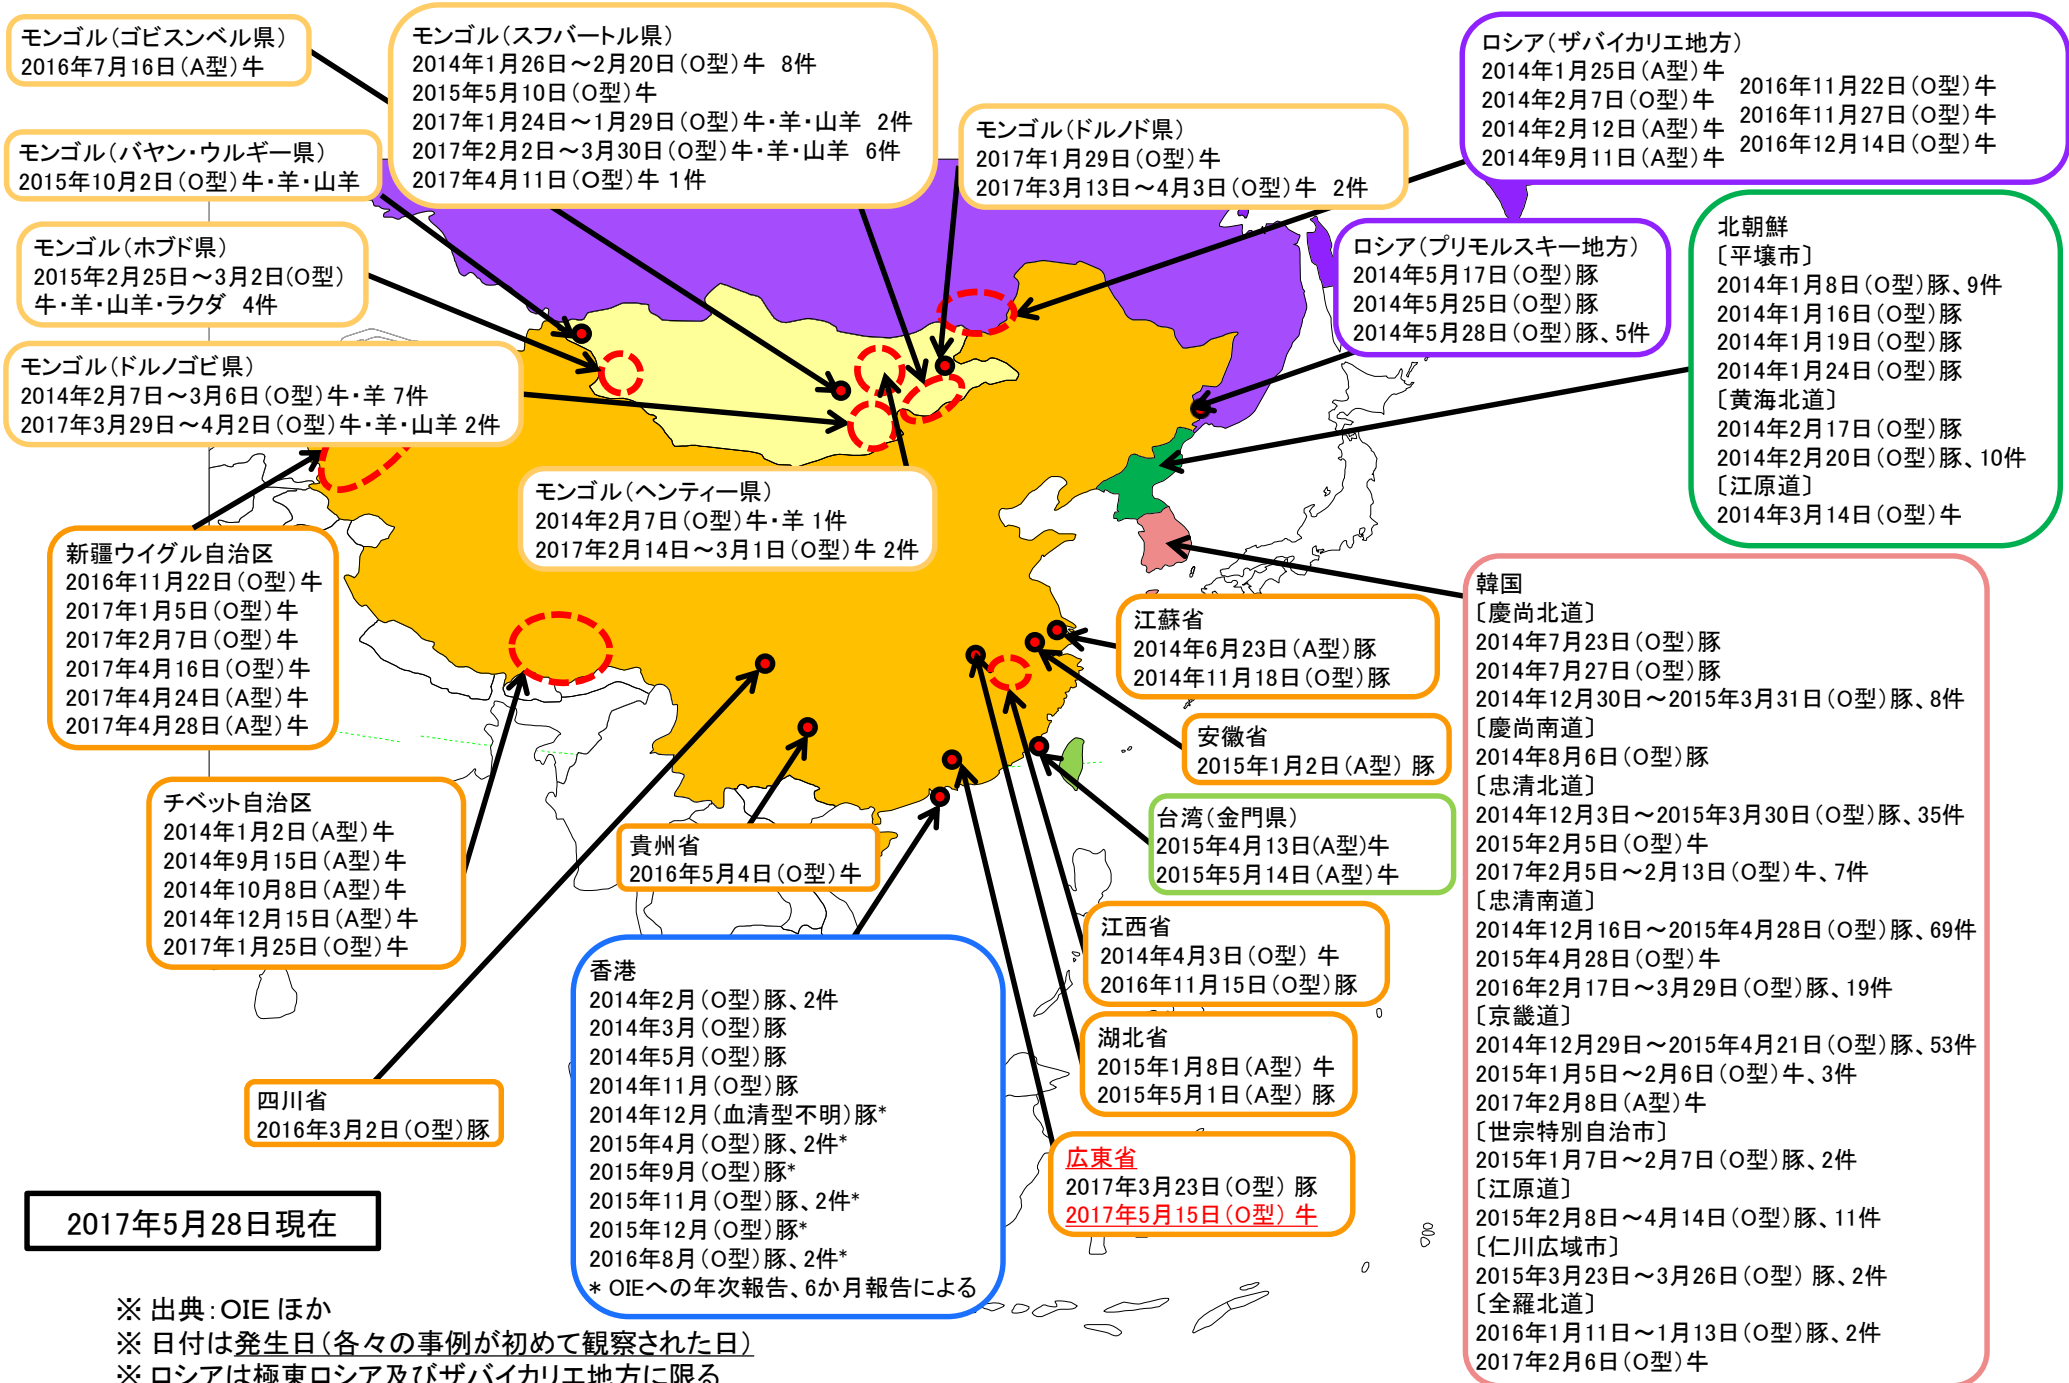 モンゴル（ゴビスンベル県）
2016年7月16日（A型）牛
モンゴル（スフバートル県）
2014年1月26日～2月20日（O型）牛 8件
2015年5月10日（O型）牛
2017年1月24日～1月29日（O型）牛・羊・山羊 2件
2017年2月2日～3月30日（O型）牛・羊・山羊 6件
2017年4月11日（O型）牛 1件
モンゴル（ドルノド県）
2017年1月29日（O型）牛
2017年3月13日～4月3日（O型）牛 2件
ロシア（ザバイカリエ地方）
2014年1月25日（A型）牛
2014年2月7日（O型）牛
2014年2月12日（A型）牛
2014年9月11日（A型）牛
2016年11月22日（O型）牛
2016年11月27日（O型）牛
2016年12月14日（O型）牛
モンゴル（バヤン・ウルギー県）
2015年10月2日（O型）牛・羊・山羊
モンゴル（ホブド県）
2015年2月25日～3月2日（O型）
牛・羊・山羊・ラクダ 4件
モンゴル（ドルノゴビ県）
2014年2月7日～3月6日（O型）牛・羊 7件
2017年3月29日～4月2日（O型）牛・羊・山羊 2件
ロシア（プリモルスキー地方）
2014年5月17日（O型）豚
2014年5月25日（O型）豚
2014年5月28日（O型）豚、5件
北朝鮮
〔平壌市〕
2014年1月8日（O型）豚、9件
2014年1月16日（O型）豚
2014年1月19日（O型）豚
2014年1月24日（O型）豚
〔黄海北道〕
2014年2月17日（O型）豚
2014年2月20日（O型）豚、10件
〔江原道〕
2014年3月14日（O型）牛
モンゴル（ヘンティー県）
2014年2月7日（O型）牛・羊 1件
2017年2月14日～3月1日（O型）牛 2件
新疆ウイグル自治区
2016年11月22日（O型）牛
2017年1月5日（O型）牛
2017年2月7日（O型）牛
2017年4月16日（O型）牛
2017年4月24日（A型）牛
2017年4月28日（A型）牛
チベット自治区
2014年1月2日（A型）牛
2014年9月15日（A型）牛
2014年10月8日（A型）牛
2014年12月15日（A型）牛
2017年1月25日（O型）牛
江蘇省
2014年6月23日（A型）豚
2014年11月18日（O型）豚
安徽省
2015年1月2日（A型）豚
台湾（金門県）
2015年4月13日（A型）牛
2015年5月14日（A型）牛
貴州省
2016年5月4日（O型）牛
江西省
2014年4月3日（O型）牛
2016年11月15日（O型）豚
湖北省
2015年1月8日（A型）牛
2015年5月1日（A型）豚
広東省
2017年3月23日（O型）豚
2017年5月15日（O型）牛
四川省
2016年3月2日（O型）豚
香港
2014年2月（O型）豚、2件
2014年3月（O型）豚
2014年5月（O型）豚
2014年11月（O型）豚
2014年12月（血清型不明）豚*
2015年4月（O型）豚、2件*
2015年9月（O型）豚*
2015年11月（O型）豚、2件*
2015年12月（O型）豚*
2016年8月（O型）豚、2件*
* OIEへの年次報告、6か月報告による
韓国
〔慶尚北道〕
2014年7月23日（O型）豚
2014年7月27日（O型）豚
2014年12月30日～2015年3月31日（O型）豚、8件
〔慶尚南道〕
2014年8月6日（O型）豚
〔忠清北道〕
2014年12月3日～2015年3月30日（O型）豚、35件
2015年2月5日（O型）牛
2017年2月5日～2月13日（O型）牛、7件
〔忠清南道〕
2014年12月16日～2015年4月28日（O型）豚、69件
2015年4月28日（O型）牛
2016年2月17日～3月29日（O型）豚、19件
〔京畿道〕
2014年12月29日～2015年4月21日（O型）豚、53件
2015年1月5日～2月6日（O型）牛、3件
2017年2月8日（A型）牛
〔世宗特別自治市〕
2015年1月7日～2月7日（O型）豚、2件
〔江原道〕
2015年2月8日～4月14日（O型）豚、11件
〔仁川広域市〕
2015年3月23日～3月26日（O型）豚、2件
〔全羅北道〕
2016年1月11日～1月13日（O型）豚、2件
2017年2月6日（O型）牛
2017年5月28日現在
※ 出典：OIE ほか
※ 日付は発生日（各々の事例が初めて観察された日）
※ ロシアは極東ロシア及びザバイカリエ地方に限る